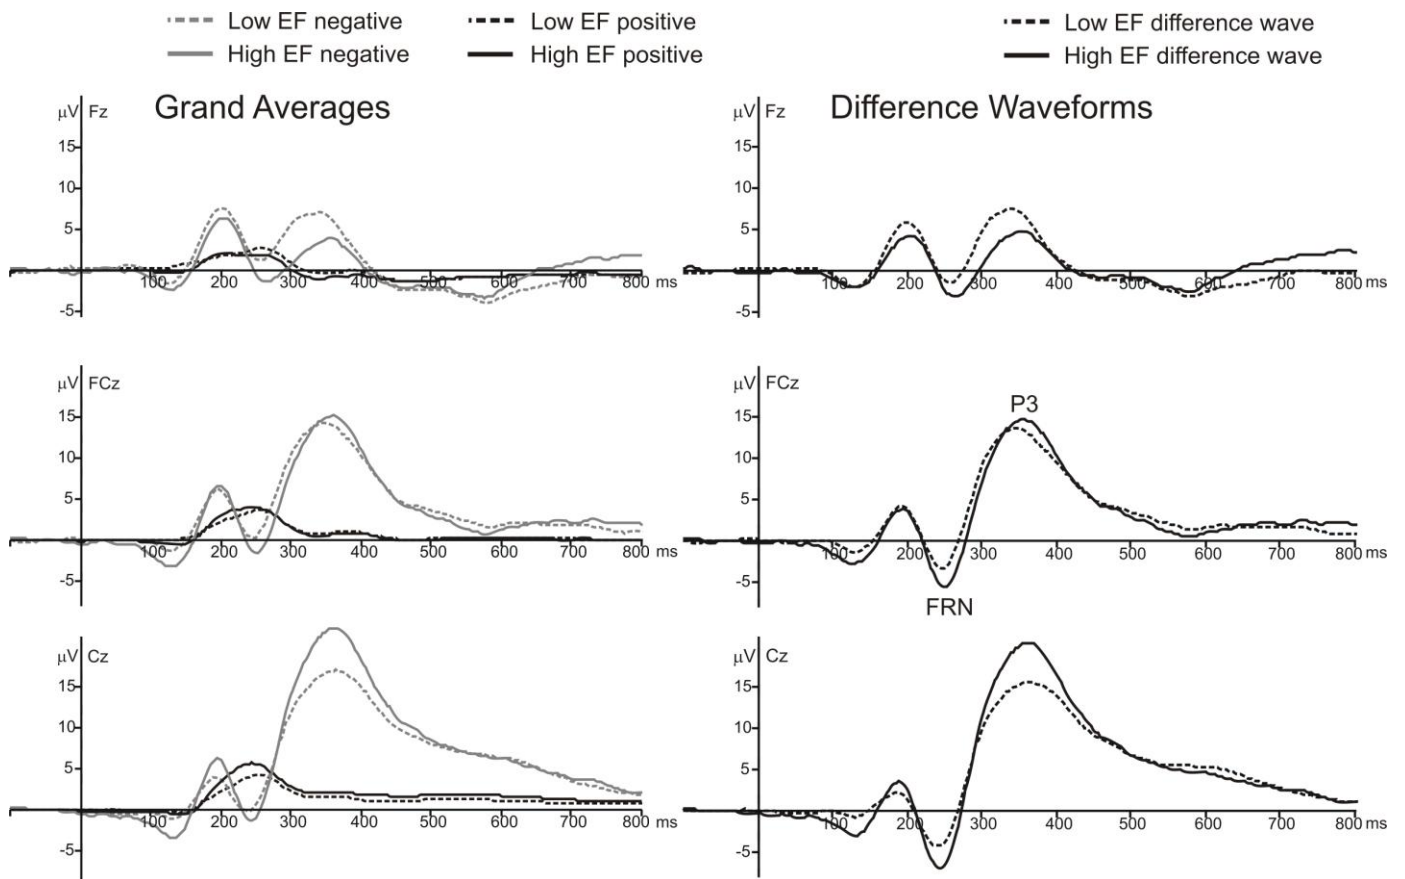 Low EF negative Low EF positive Low EF difference wave
High EF negative High EF positive High EF difference wave
Grand Averages Difference Waveforms
μV Fz μV Fz
15 15
10 10
5 5
100 200 300 400 500 600 700 800 ms 100 200 300 400 500 600 700 800 ms
-5 -5
μV FCz μV FCz
P3
15 15
10 10
5 5
100 200 300 400 500 600 700 800 ms 100 200 300 400 500 600 700 800 ms
-5 -5
FRN
μV Cz μV Cz
15 15
10 10
5 5
100 200 300 400 500 600 700 800 ms 100 200 300 400 500 600 700 800 ms
-5 -5